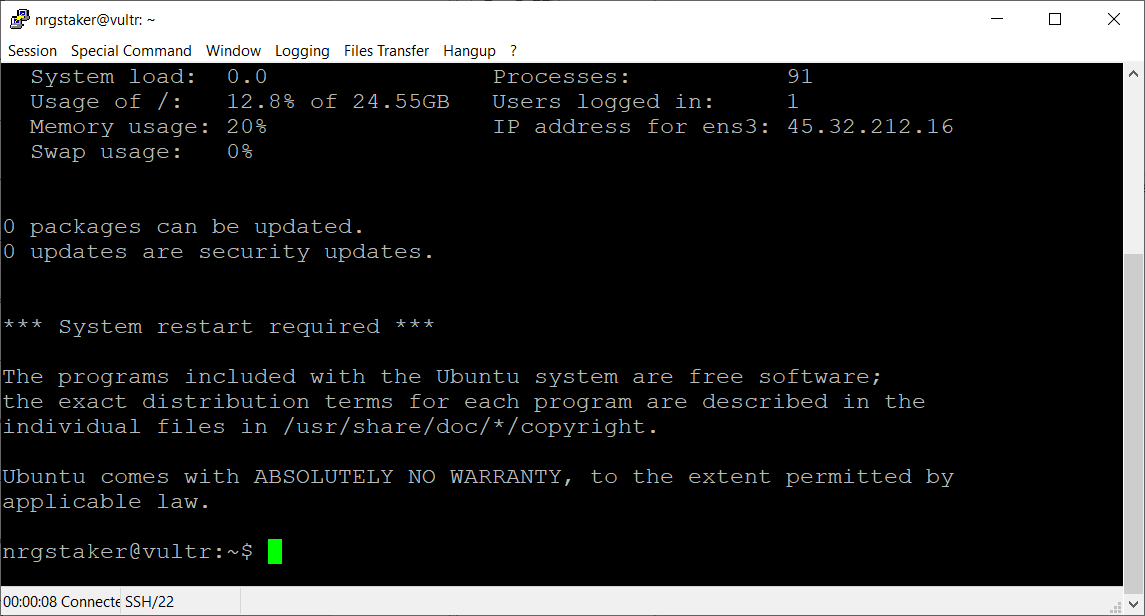 nrgstaker@vultr: ~
Session Special Command Window Logging Files Transfer Hangup ?
System load: 0.0 Processes: 91
Usage of /: 12.8% of 24.55GB Users logged in: 1
Memory usage: 20% IP address for ens3: 45.32.212.16
Swap usage: 0%
0 packages can be updated.
0 updates are security updates.
*** System restart required ***
The programs included with the Ubuntu system are free software;
the exact distribution terms for each program are described in the
individual files in /usr/share/doc/*/copyright.
Ubuntu comes with ABSOLUTELY NO WARRANTY, to the extent permitted by
applicable law.
nrgstaker@vultr:~$
00:00:08 Connecte SSH/22